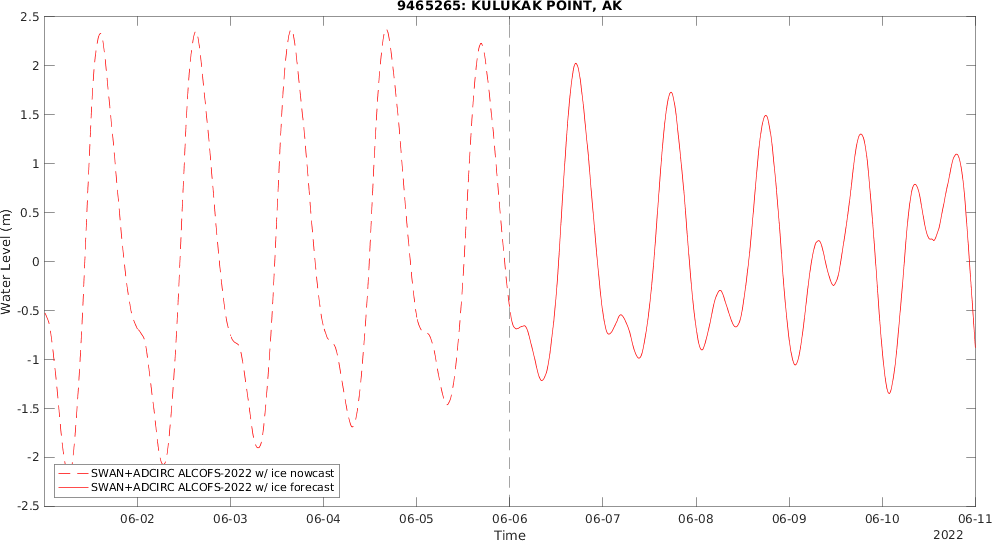 9465265: KULUKAK POINT, AK
2.5
2
1.5
1
0.5
0
-0.5
-1
-1.5
-2
-2.5
Water Level (m)
SWAN+ADCIRC ALCOFS-2022 w/ ice nowcast
SWAN+ADCIRC ALCOFS-2022 w/ ice forecast
06-02 06-03 06-04 06-05 06-06 06-07 06-08 06-09 06-10 06-11
Time
2022